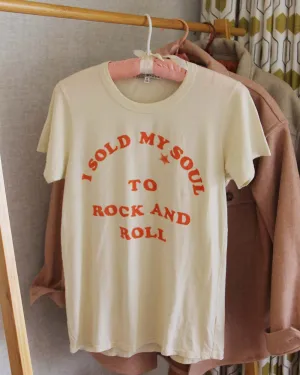 I SOLD MY SOUL
TO
ROCK AND
ROLL